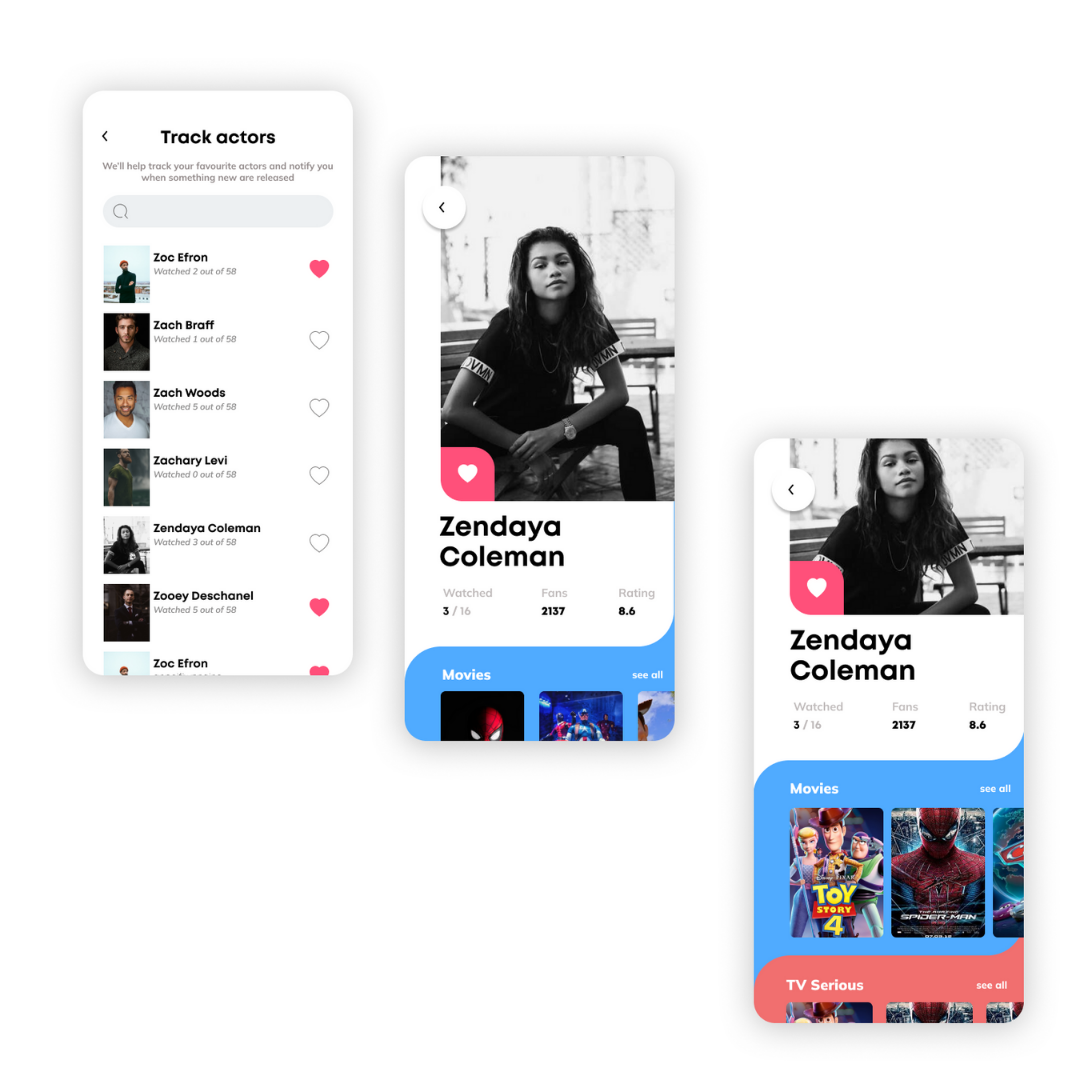 Track actors
We'll help track your favourite actors and notify you
when something new are released
Zoc Efron
Watched 2 out of 58
Zach Braff
Watched 1 out of 58
Zach Woods
Watched 5 out of 58
Zachary Levi
Watched 0 out of 58
Zendaya Coleman
Watched 3 out of 58
Zooey Deschanel
Watched 5 out of 58
Zoc Efron
Zendaya
Coleman
Watched Fans Rating
3 / 16 2137 8.6
Movies see all
Zendaya
Coleman
Watched Fans Rating
3 / 16 2137 8.6
Movies see all
Disney PIXAR
TOY
STORY
4
THE AMAZING
SPIDER-MAN
07.03.12
TV Serious see all